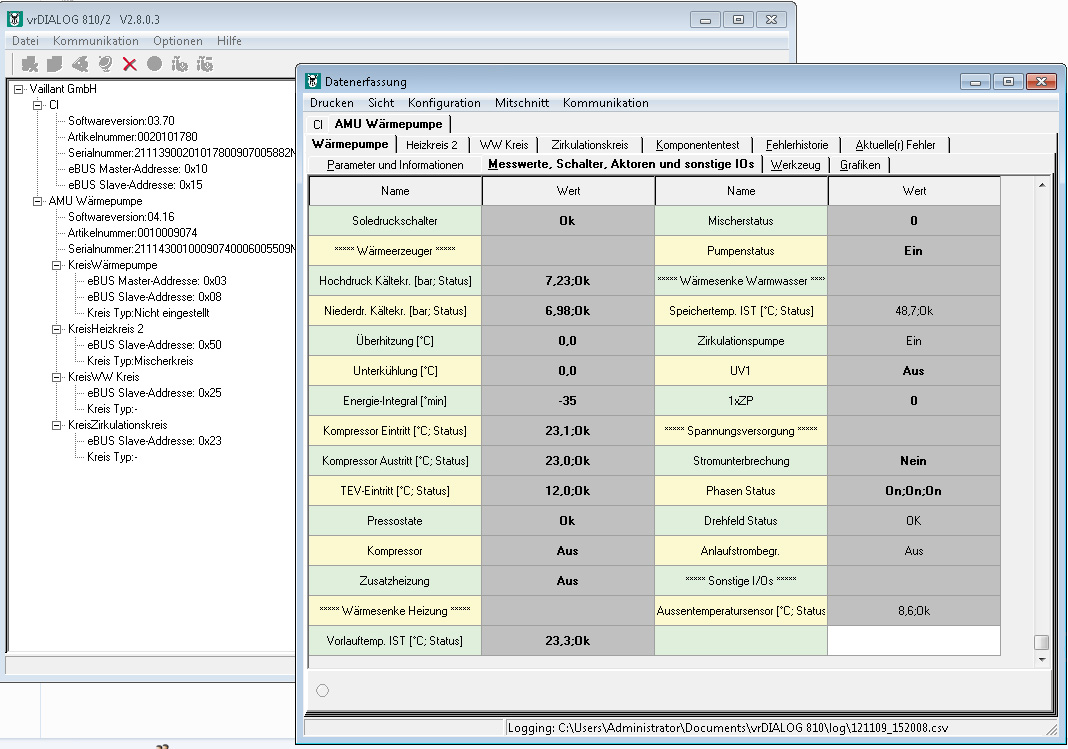 vrDIALOG 810/2 V2.8.0.3
Datei Kommunikation Optionen Hilfe
Vaillant GmbH
CI
Softwareversion:03.70
Artikelnummer:0020101780
Serialnummer:21113900201017800907005882N
eBUS Master-Addresse: 0x10
eBUS Slave-Addresse: 0x15
AMU Wärmepumpe
Softwareversion:04.16
Artikelnummer:0010009074
Serialnummer:21114300100090740006005509N
KreisWärmepumpe
eBUS Master-Addresse: 0x03
eBUS Slave-Addresse: 0x08
Kreis Typ:Nicht eingestellt
KreisHeizkreis 2
eBUS Slave-Addresse: 0x50
Kreis Typ:Mischerkreis
KreisWW Kreis
eBUS Slave-Addresse: 0x25
Kreis Typ:-
KreisZirkulationskreis
eBUS Slave-Addresse: 0x23
Kreis Typ:-
Datenerfassung
Drucken Sicht Konfiguration Mitschnitt Kommunikation
CI AMU Wärmepumpe
Wärmepumpe Heizkreis 2 WW Kreis Zirkulationskreis Komponententest Fehlerhistorie Aktuelle(r) Fehler
Parameter und Informationen Messwerte, Schalter, Aktoren und sonstige IOs Werkzeug Grafiken
Name Wert Name Wert
Soledruckschalter Ok Mischerstatus 0
***** Wärmeerzeuger ***** Pumpenstatus Ein
Hochdruck Kältekr. [bar; Status] 7,23;Ok ***** Wärmesenke Warmwasser ****
Niederdr. Kältekr. [bar; Status] 6,98;Ok Speichertemp. IST [°C; Status] 48,7;Ok
Überhitzung [°C] 0,0 Zirkulationspumpe Ein
Unterkühlung [°C] 0,0 UV1 Aus
Energie-Integral [°min] -35 1xZP 0
Kompressor Eintritt [°C; Status] 23,1;Ok ***** Spannungsversorgung *****
Kompressor Austritt [°C; Status] 23,0;Ok Stromunterbrechung Nein
TEV-Eintritt [°C; Status] 12,0;Ok Phasen Status On;On;On
Pressostate Ok Drehfeld Status OK
Kompressor Aus Anlaufstrombegr. Aus
Zusatzheizung Aus ***** Sonstige I/Os *****
***** Wärmesenke Heizung ***** Aussentemperatursensor [°C; Status 8,6;Ok
Vorlauftemp. IST [°C; Status] 23,3;Ok
Logging: C:\Users\Administrator\Documents\vrDIALOG 810\log\121109_152008.csv